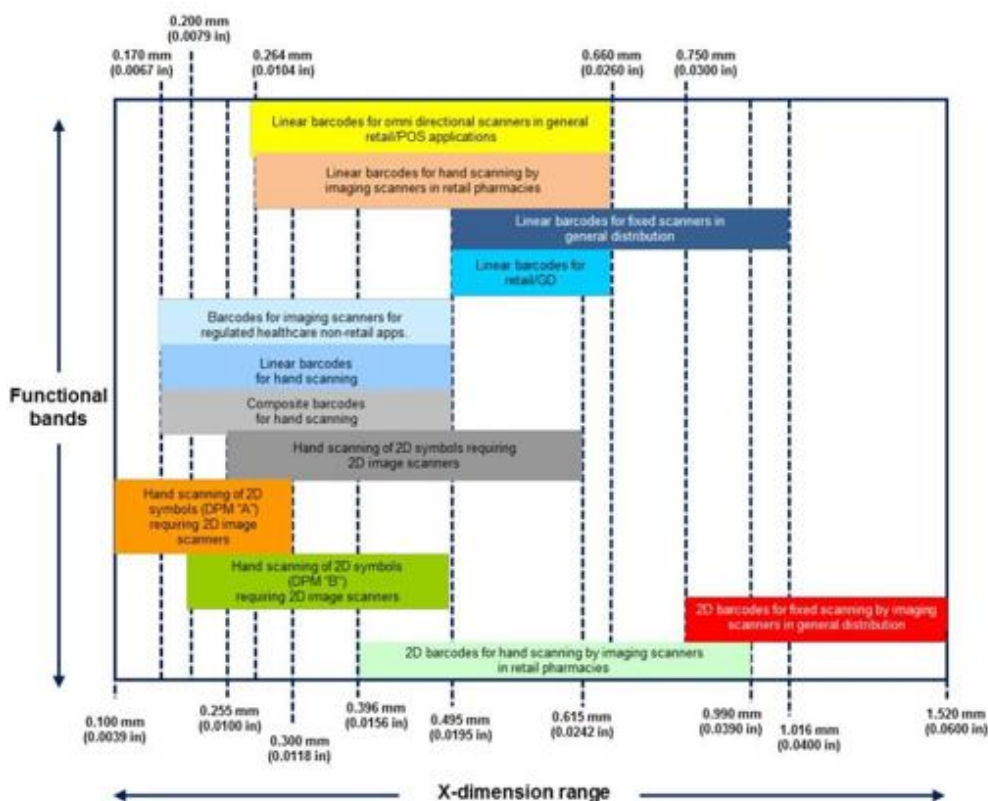 0.200 mm
(0.0079 in)
0.170 mm
(0.0067 in)
0.264 mm
(0.0104 in)
0.660 mm
(0.0260 in)
0.750 mm
(0.0300 in)
Linear barcodes for omni directional scanners in general
retail/POS applications
Linear barcodes for hand scanning by
imaging scanners in retail pharmacies
Linear barcodes for fixed scanners in
general distribution
Linear barcodes for
retail/GD
Barcodes for imaging scanners for
regulated healthcare non-retail apps.
Linear barcodes
for hand scanning
Functional
bands
Composite barcodes
for hand scanning
Hand scanning of 2D symbols requiring
2D image scanners
Hand scanning of 2D
symbols (DPM "A")
requiring 2D image
scanners
Hand scanning of 2D symbols
(DPM "B")
requiring 2D image scanners
2D barcodes for fixed scanning by imaging
scanners in general distribution
2D barcodes for hand scanning by imaging scanners
in retail pharmacies
0.100 mm
(0.0039 in)
0.255 mm
(0.0100 in)
0.300 mm
(0.0118 in)
0.396 mm
(0.0156 in)
0.495 mm
(0.0195 in)
0.615 mm
(0.0242 in)
0.990 mm
(0.0390 in)
1.016 mm
(0.0400 in)
1.520 mm
(0.0600 in)
X-dimension range